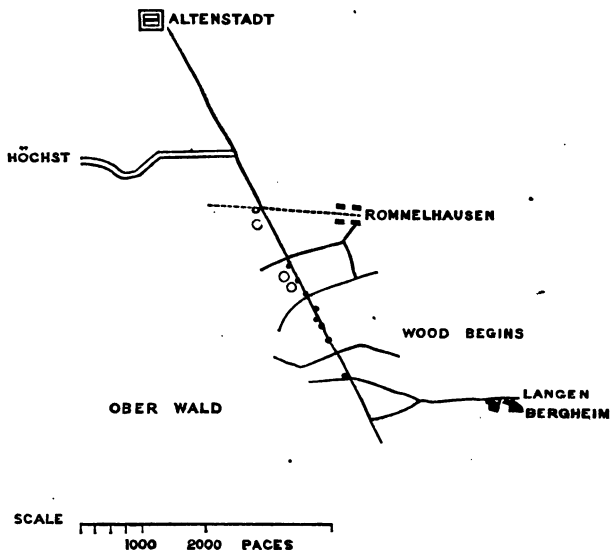 ALTENSTADT
HÖCHST
ROMMELHAUSEN
WOOD BEGINS
OBER WALD
LANGEN
BERGHEIM
SCALE
1000 2000 PACES